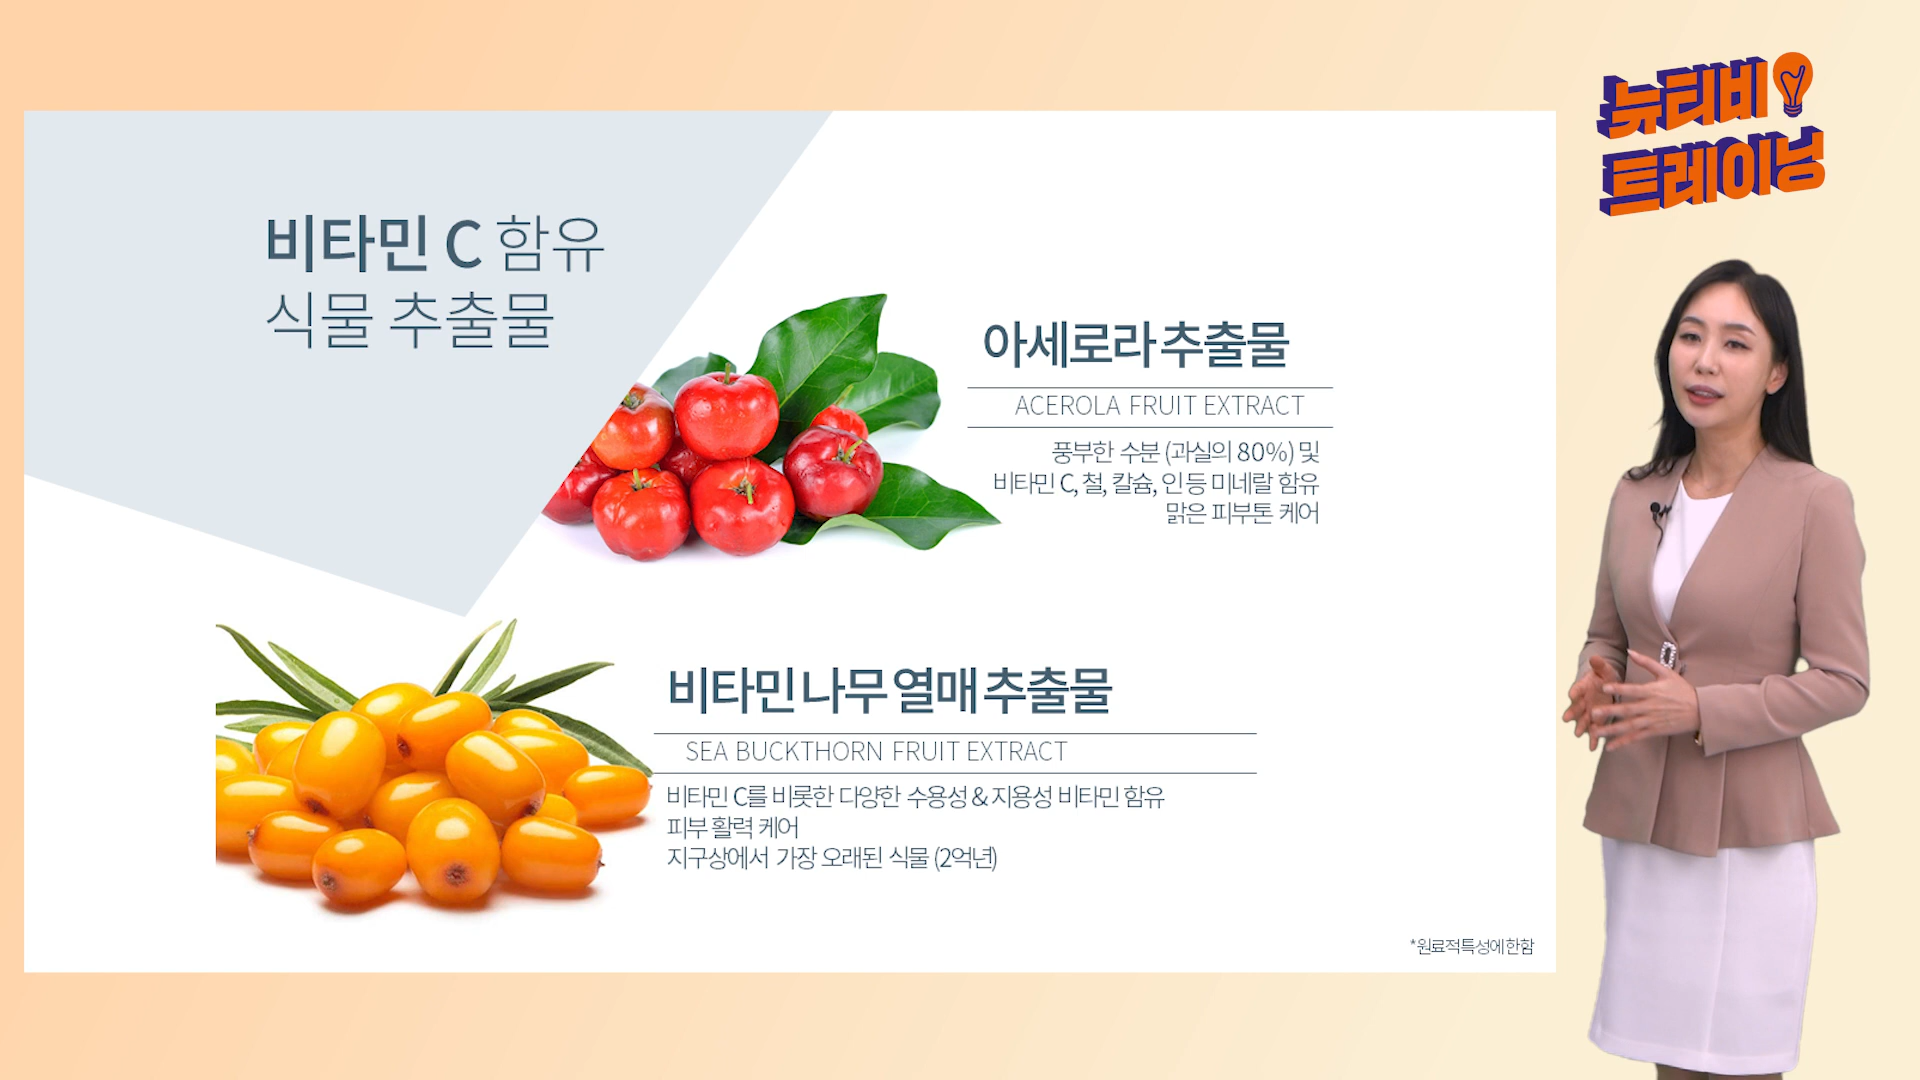 뉴티비
트레이닝
비타민 C 함유
식물 추출물
아세로라 추출물
ACEROLA FRUIT EXTRACT
풍부한 수분 (과실의 80%) 및
비타민 C, 철, 칼슘, 인 등 미네랄 함유
맑은 피부톤 케어
비타민나무 열매 추출물
SEA BUCKTHORN FRUIT EXTRACT
비타민 C를 비롯한 다양한 수용성 & 지용성 비타민 함유
피부 활력 케어
지구상에서 가장 오래된 식물 (2억년)
*원료적 특성에 한함